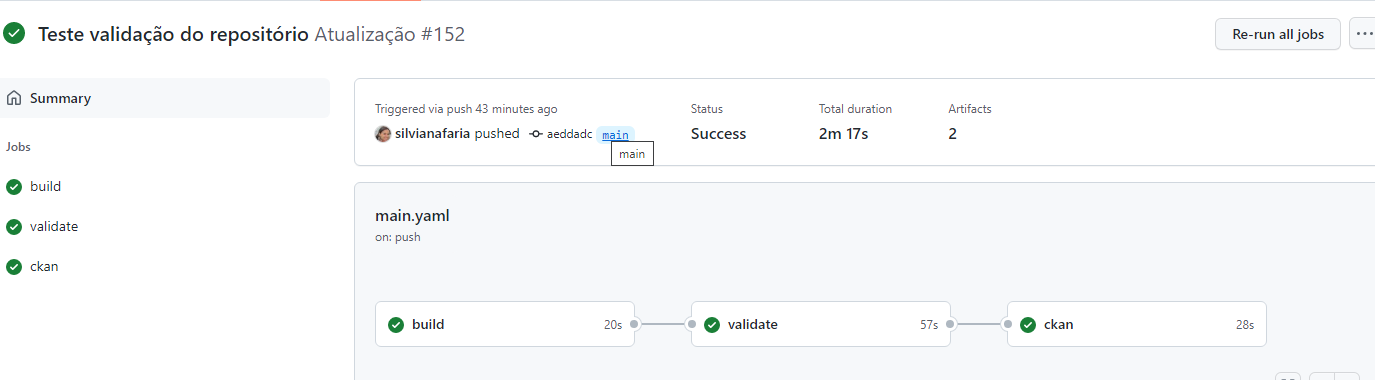 Teste validação do repositório Atualização #152
Re-run all jobs
Summary
Jobs
build
validate
ckan
Triggered via push 43 minutes ago
silvianafaria pushed aeddadc main
main
Status
Success
Total duration
2m 17s
Artifacts
2
main.yaml
on: push
build 20s
validate 57s
ckan 28s